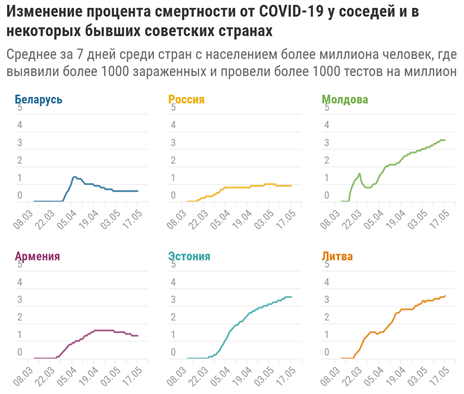 Изменение процента смертности от COVID-19 у соседей и в
некоторых бывших советских странах
Среднее за 7 дней среди стран с населением более миллиона человек, где
выявили более 1000 зараженных и провели более 1000 тестов на миллион
Беларусь
5
4
3
2
1
0
08.03 22.03 05.04 19.04 03.05 17.05
Россия
5
4
3
2
1
0
08.03 22.03 05.04 19.04 03.05 17.05
Молдова
5
4
3
2
1
0
08.03 22.03 05.04 19.04 03.05 17.05
Армения
5
4
3
2
1
0
08.03 22.03 05.04 19.04 03.05 17.05
Эстония
5
4
3
2
1
0
08.03 22.03 05.04 19.04 03.05 17.05
Литва
5
4
3
2
1
0
08.03 22.03 05.04 19.04 03.05 17.05